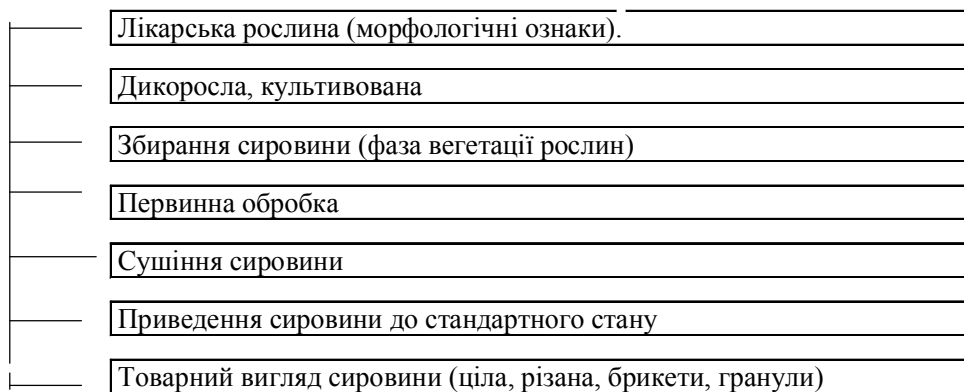 Лікарська рослина (морфологічні ознаки).
Дикоросла, культивована
Збирання сировини (фаза вегетації рослин)
Первинна обробка
Сушіння сировини
Приведення сировини до стандартного стану
Товарний вигляд сировини (ціла, різана, брикети, гранули)